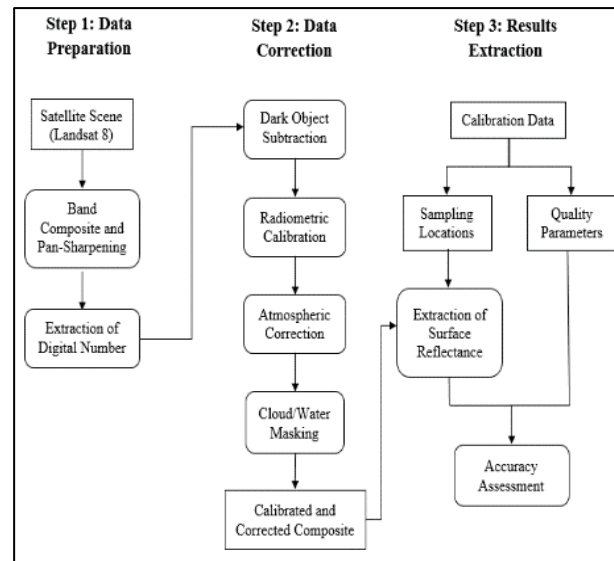 Step 1: Data
Preparation
Satellite Scene
(Landsat 8)
Band
Composite and
Pan-Sharpening
Extraction of
Digital Number
Step 2: Data
Correction
Dark Object
Subtraction
Radiometric
Calibration
Atmospheric
Correction
Cloud/Water
Masking
Calibrated and
Corrected Composite
Step 3: Results
Extraction
Calibration Data
Sampling
Locations
Quality
Parameters
Extraction of
Surface
Reflectance
Accuracy
Assessment